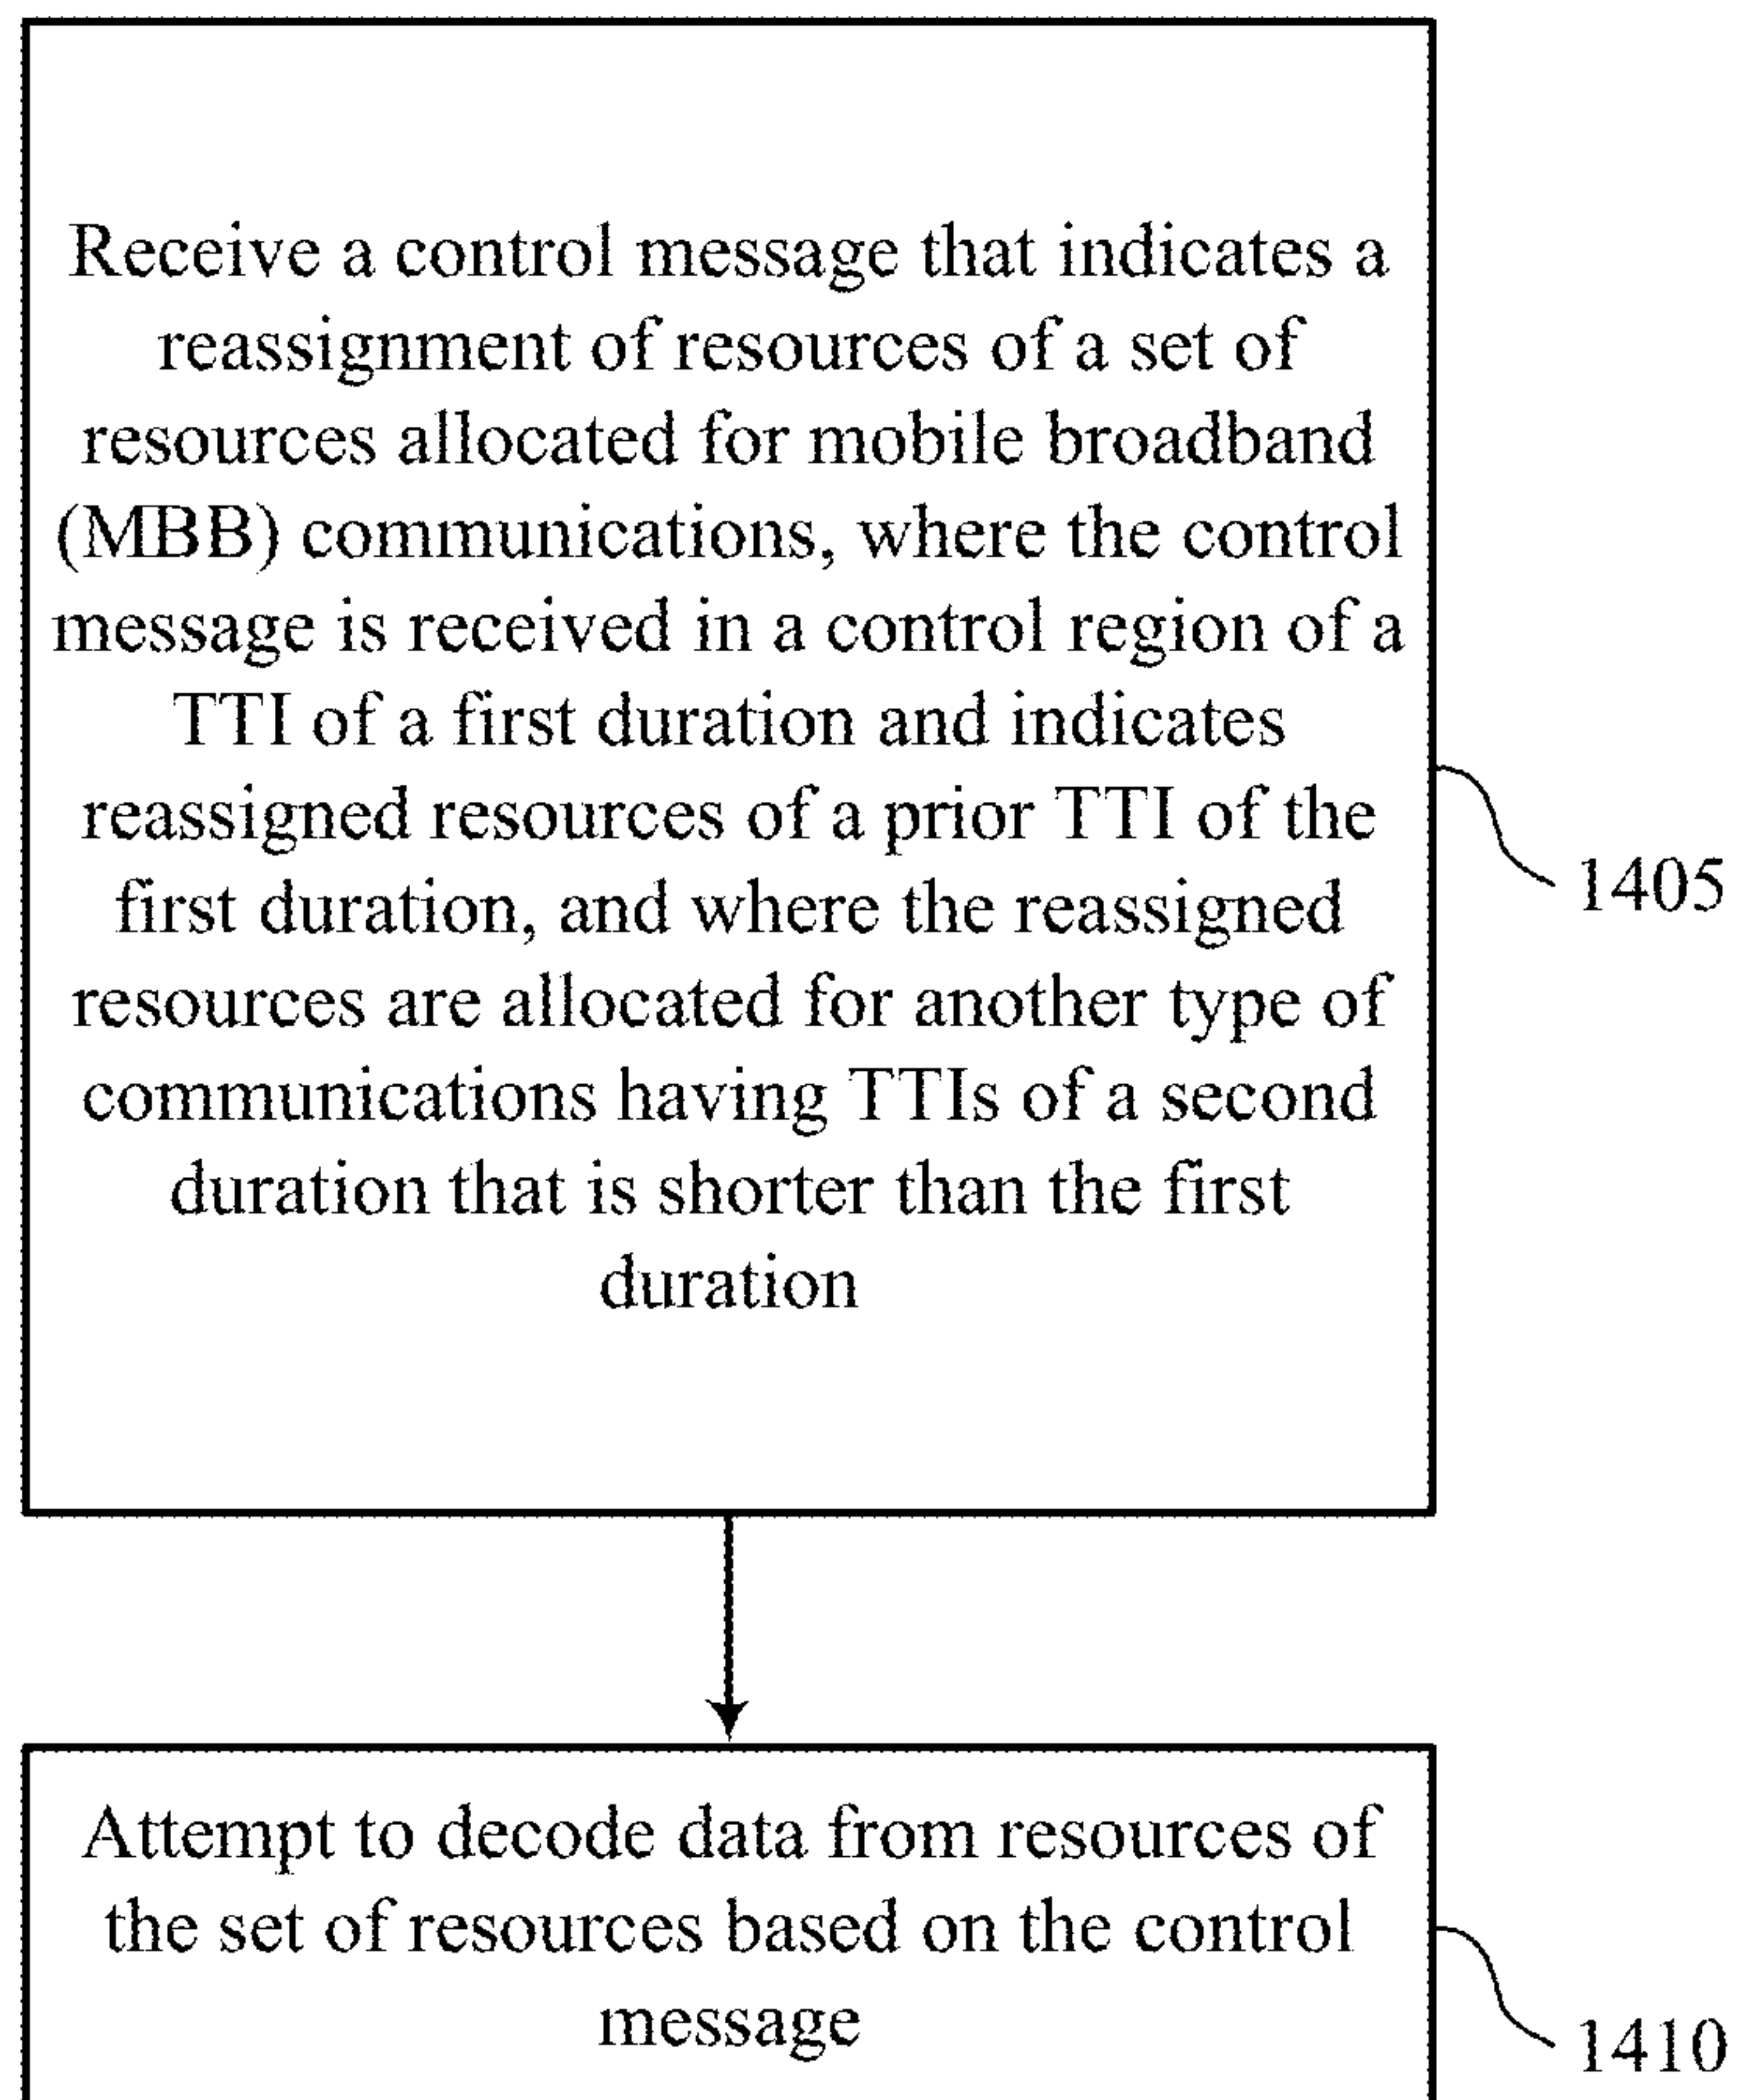 Receive a control message that indicates a
reassignment of resources of a set of
resources allocated for mobile broadband
(MBB) communications, where the control
message is received in a control region of a
TTI of a first duration and indicates
reassigned resources of a prior TTI of the
first duration, and where the reassigned
resources are allocated for another type of
communications having TTIs of a second
duration that is shorter than the first
duration
1405
Attempt to decode data from resources of
the set of resources based on the control
message
1410